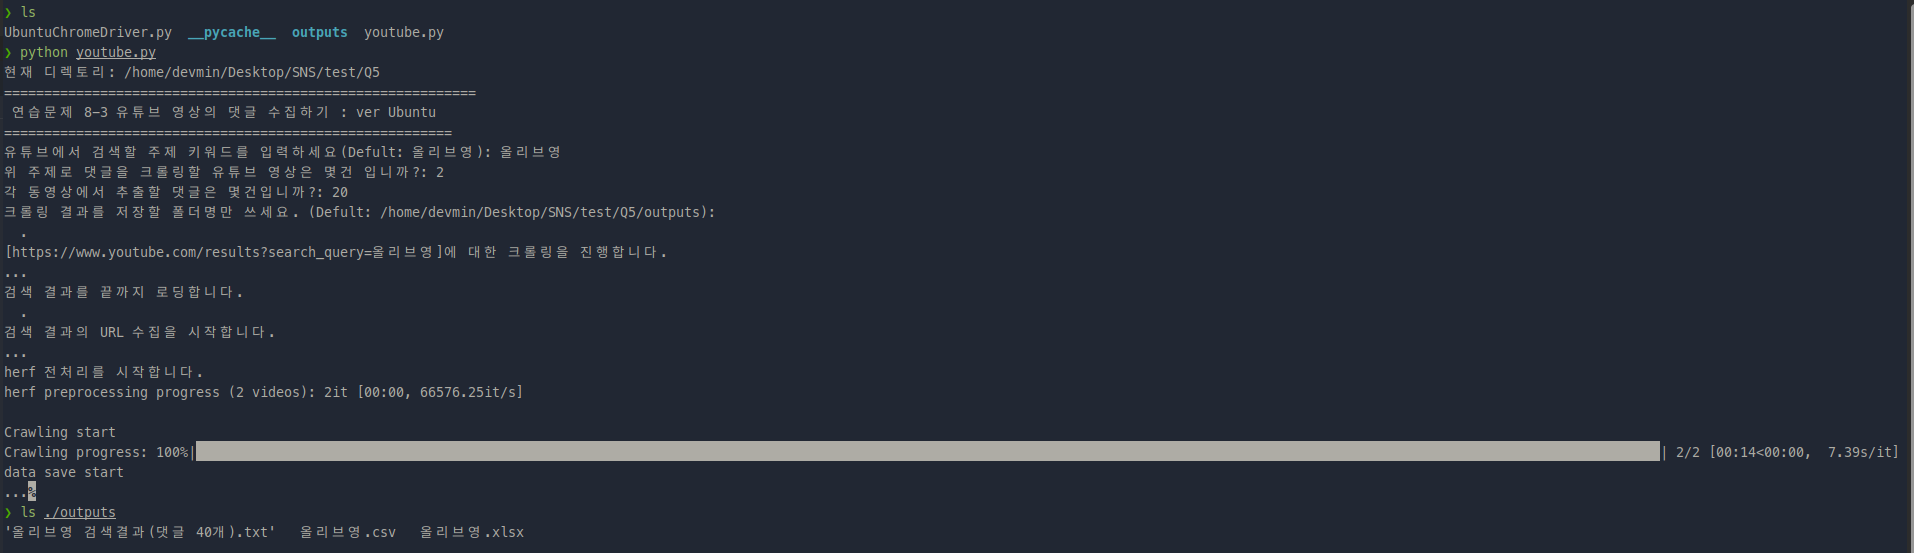 ❯ ls
UbuntuChromeDriver.py  __pycache__  outputs  youtube.py
❯ python youtube.py
현재 디렉토리: /home/devmin/Desktop/SNS/test/Q5
===========================================================
 연습문제 8-3 유튜브 영상의 댓글 수집하기 : ver Ubuntu
========================================================
유튜브에서 검색할 주제 키워드를 입력하세요(Defult: 올리브영): 올리브영
위 주제로 댓글을 크롤링할 유튜브 영상은 몇건 입니까?: 2
각 동영상에서 추출할 댓글은 몇건입니까?: 20
크롤링 결과를 저장할 폴더명만 쓰세요. (Defult: /home/devmin/Desktop/SNS/test/Q5/outputs):
  .
[https://www.youtube.com/results?search_query=올리브영]에 대한 크롤링을 진행합니다.
...
검색 결과를 끝까지 로딩합니다.
  .
검색 결과의 URL 수집을 시작합니다.
...
herf 전처리를 시작합니다.
herf preprocessing progress (2 videos): 2it [00:00, 66576.25it/s]
Crawling start
Crawling progress: 100%|██████████| 2/2 [00:14<00:00,  7.39s/it]
data save start
...%
❯ ls ./outputs
'올리브영 검색결과(댓글 40개).txt'   올리브영.csv   올리브영.xlsx